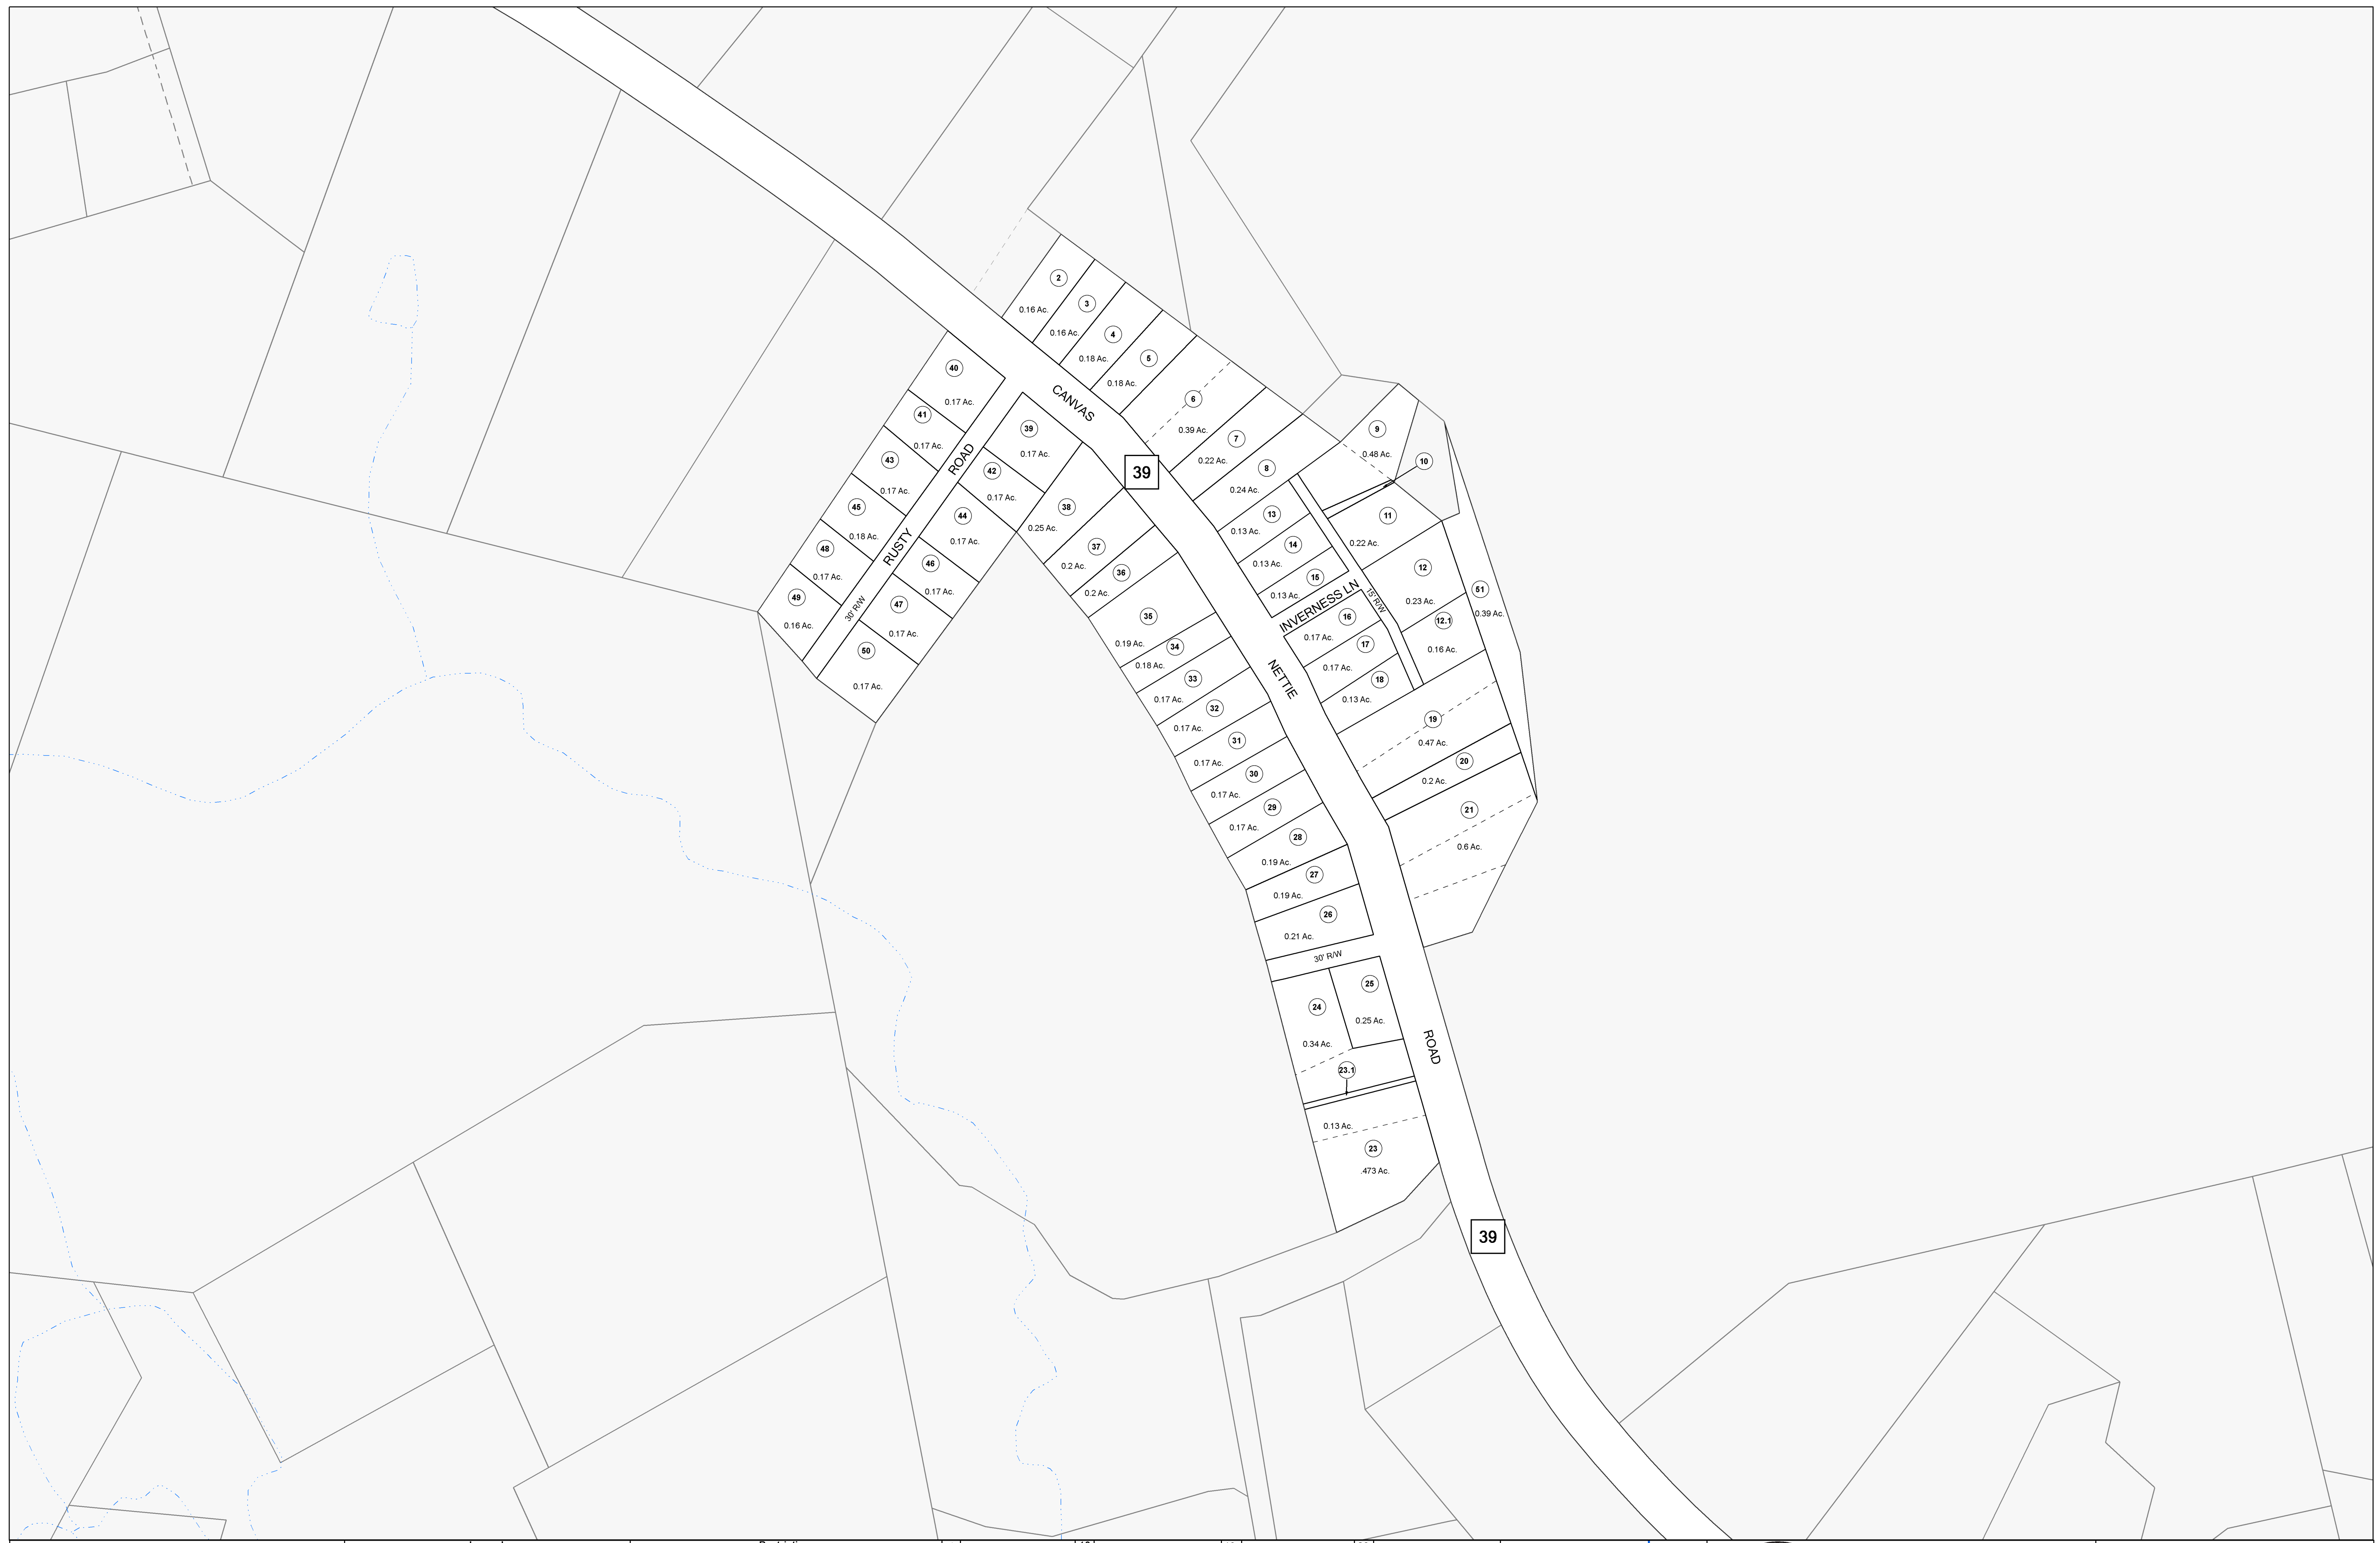 2
0.16 Ac.
3
0.16 Ac.
4
0.18 Ac.
5
0.18 Ac.
6
0.39 Ac.
7
0.22 Ac.
8
0.24 Ac.
9
0.48 Ac.
10
11
0.22 Ac.
12
0.23 Ac.
12.1
0.16 Ac.
51
0.39 Ac.
13
0.13 Ac.
14
0.13 Ac.
15
0.13 Ac.
INVERNESS LN
15' R/W
16
0.17 Ac.
17
0.17 Ac.
18
0.13 Ac.
19
0.47 Ac.
20
0.2 Ac.
21
0.6 Ac.
40
0.17 Ac.
41
0.17 Ac.
43
0.17 Ac.
45
0.18 Ac.
48
0.17 Ac.
49
0.16 Ac.
RUSTY ROAD
30' R/W
39
0.17 Ac.
42
0.17 Ac.
44
0.17 Ac.
46
0.17 Ac.
47
0.17 Ac.
50
0.17 Ac.
CANVAS
39
NETTIE
ROAD
39
38
0.25 Ac.
37
0.2 Ac.
36
0.2 Ac.
35
0.19 Ac.
34
0.18 Ac.
33
0.17 Ac.
32
0.17 Ac.
31
0.17 Ac.
30
0.17 Ac.
29
0.17 Ac.
28
0.19 Ac.
27
0.19 Ac.
26
0.21 Ac.
30' R/W
25
0.25 Ac.
24
0.34 Ac.
23.1
0.13 Ac.
23
.473 Ac.